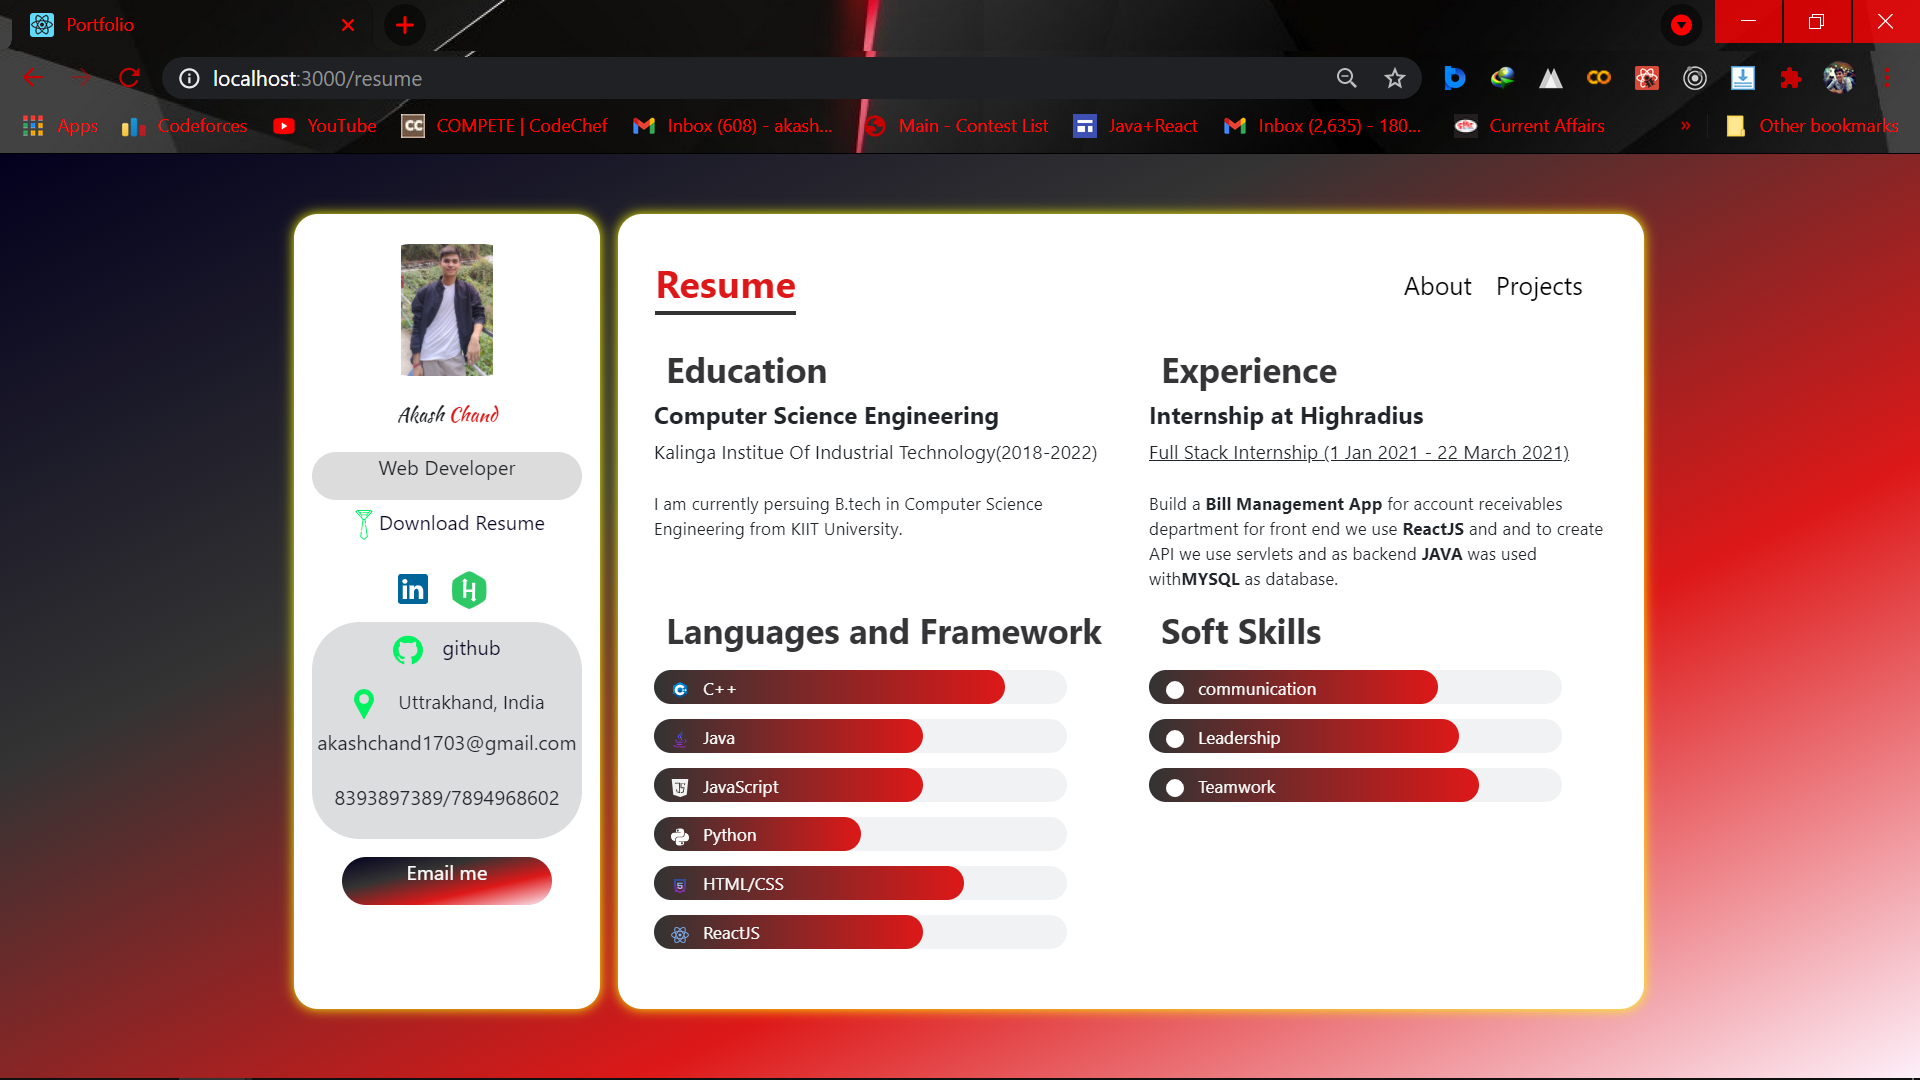 Portfolio
localhost:3000/resume
Apps Codeforces YouTube CC COMPETE | CodeChef Inbox (608) - akash... Main - Contest List Java+React Inbox (2,635) - 180... Current Affairs » Other bookmarks
Akash Chand
Web Developer
Download Resume
in H
github
Uttrakhand, India
akashchand1703@gmail.com
8393897389/7894968602
Email me
Resume
About Projects
Education
Computer Science Engineering
Kalinga Institue Of Industrial Technology(2018-2022)
I am currently persuing B.tech in Computer Science
Engineering from KIIT University.
Experience
Internship at Highradius
Full Stack Internship (1 Jan 2021 - 22 March 2021)
Build a Bill Management App for account receivables
department for front end we use ReactJS and and to create
API we use servlets and as backend JAVA was used
withMYSQL as database.
Languages and Framework
C++
Java
JavaScript
Python
HTML/CSS
ReactJS
Soft Skills
communication
Leadership
Teamwork